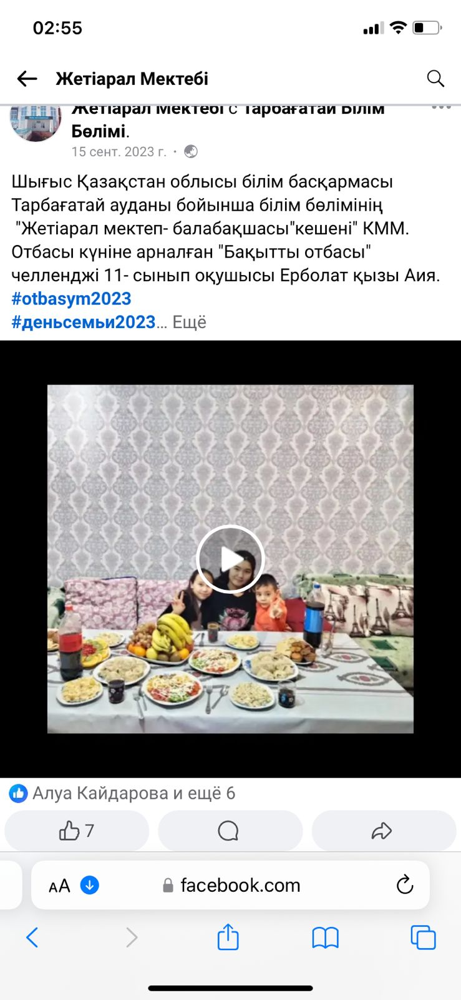 02:55
Жетіарал Мектебі
Жетіарал Мектебі с Тарбағатай Білім
Бөлімі.
15 сент. 2023 г. ·
Шығыс Қазақстан облысы білім басқармасы
Тарбағатай ауданы бойынша білім бөлімінің
"Жетіарал мектеп- балабақшасы"кешені" КММ.
Отбасы күніне арналған "Бақытты отбасы"
челленджі 11- сынып оқушысы Ерболат қызы Аия.
#otbasym2023
#деньсемьи2023... Ещё
Алуа Кайдарова и ещё 6
7
AA facebook.com